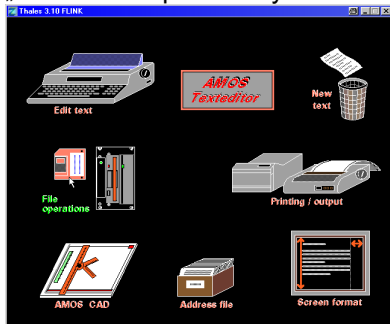 Thales 3.10 FLINK
AMOS
Texteditor
Edit text
New
text
File
operations
Printing / output
AMOS CAD
Address file
Screen format